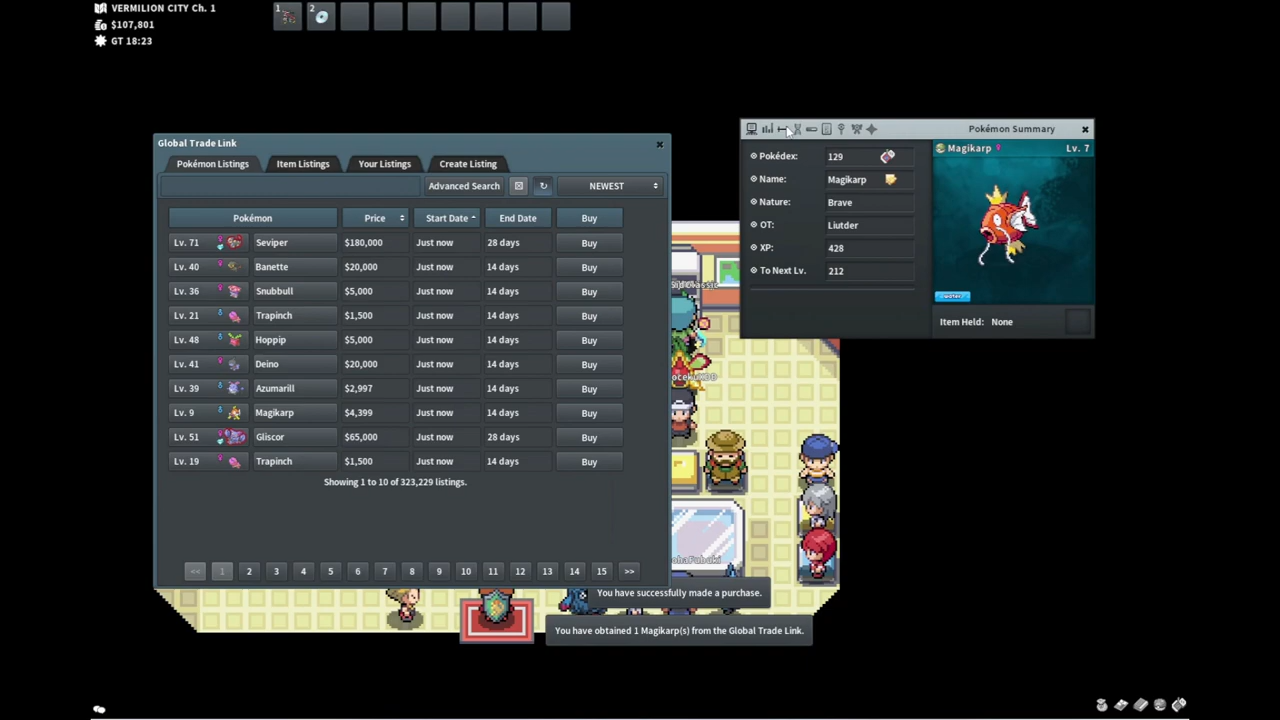 VERMILION CITY Ch. 1
$107,801
GT 18:23
1 2
Global Trade Link
Pokémon Listings Item Listings Your Listings Create Listing
Advanced Search NEWEST
Pokémon Price Start Date End Date Buy
Lv. 71 Seviper $180,000 Just now 28 days Buy
Lv. 40 Banette $20,000 Just now 14 days Buy
Lv. 36 Snubbull $5,000 Just now 14 days Buy
Lv. 21 Trapinch $1,500 Just now 14 days Buy
Lv. 48 Hoppip $5,000 Just now 14 days Buy
Lv. 41 Deino $20,000 Just now 14 days Buy
Lv. 39 Azumarill $2,997 Just now 14 days Buy
Lv. 9 Magikarp $4,399 Just now 14 days Buy
Lv. 51 Gliscor $65,000 Just now 28 days Buy
Lv. 19 Trapinch $1,500 Just now 14 days Buy
Showing 1 to 10 of 323,229 listings.
<< 1 2 3 4 5 6 7 8 9 10 11 12 13 14 15 >>
Pokémon Summary
Magikarp Lv. 7
Pokédex: 129
Name: Magikarp
Nature: Brave
OT: Liutder
XP: 428
To Next Lv. 212
WATER
Item Held: None
You have successfully made a purchase.
You have obtained 1 Magikarp(s) from the Global Trade Link.